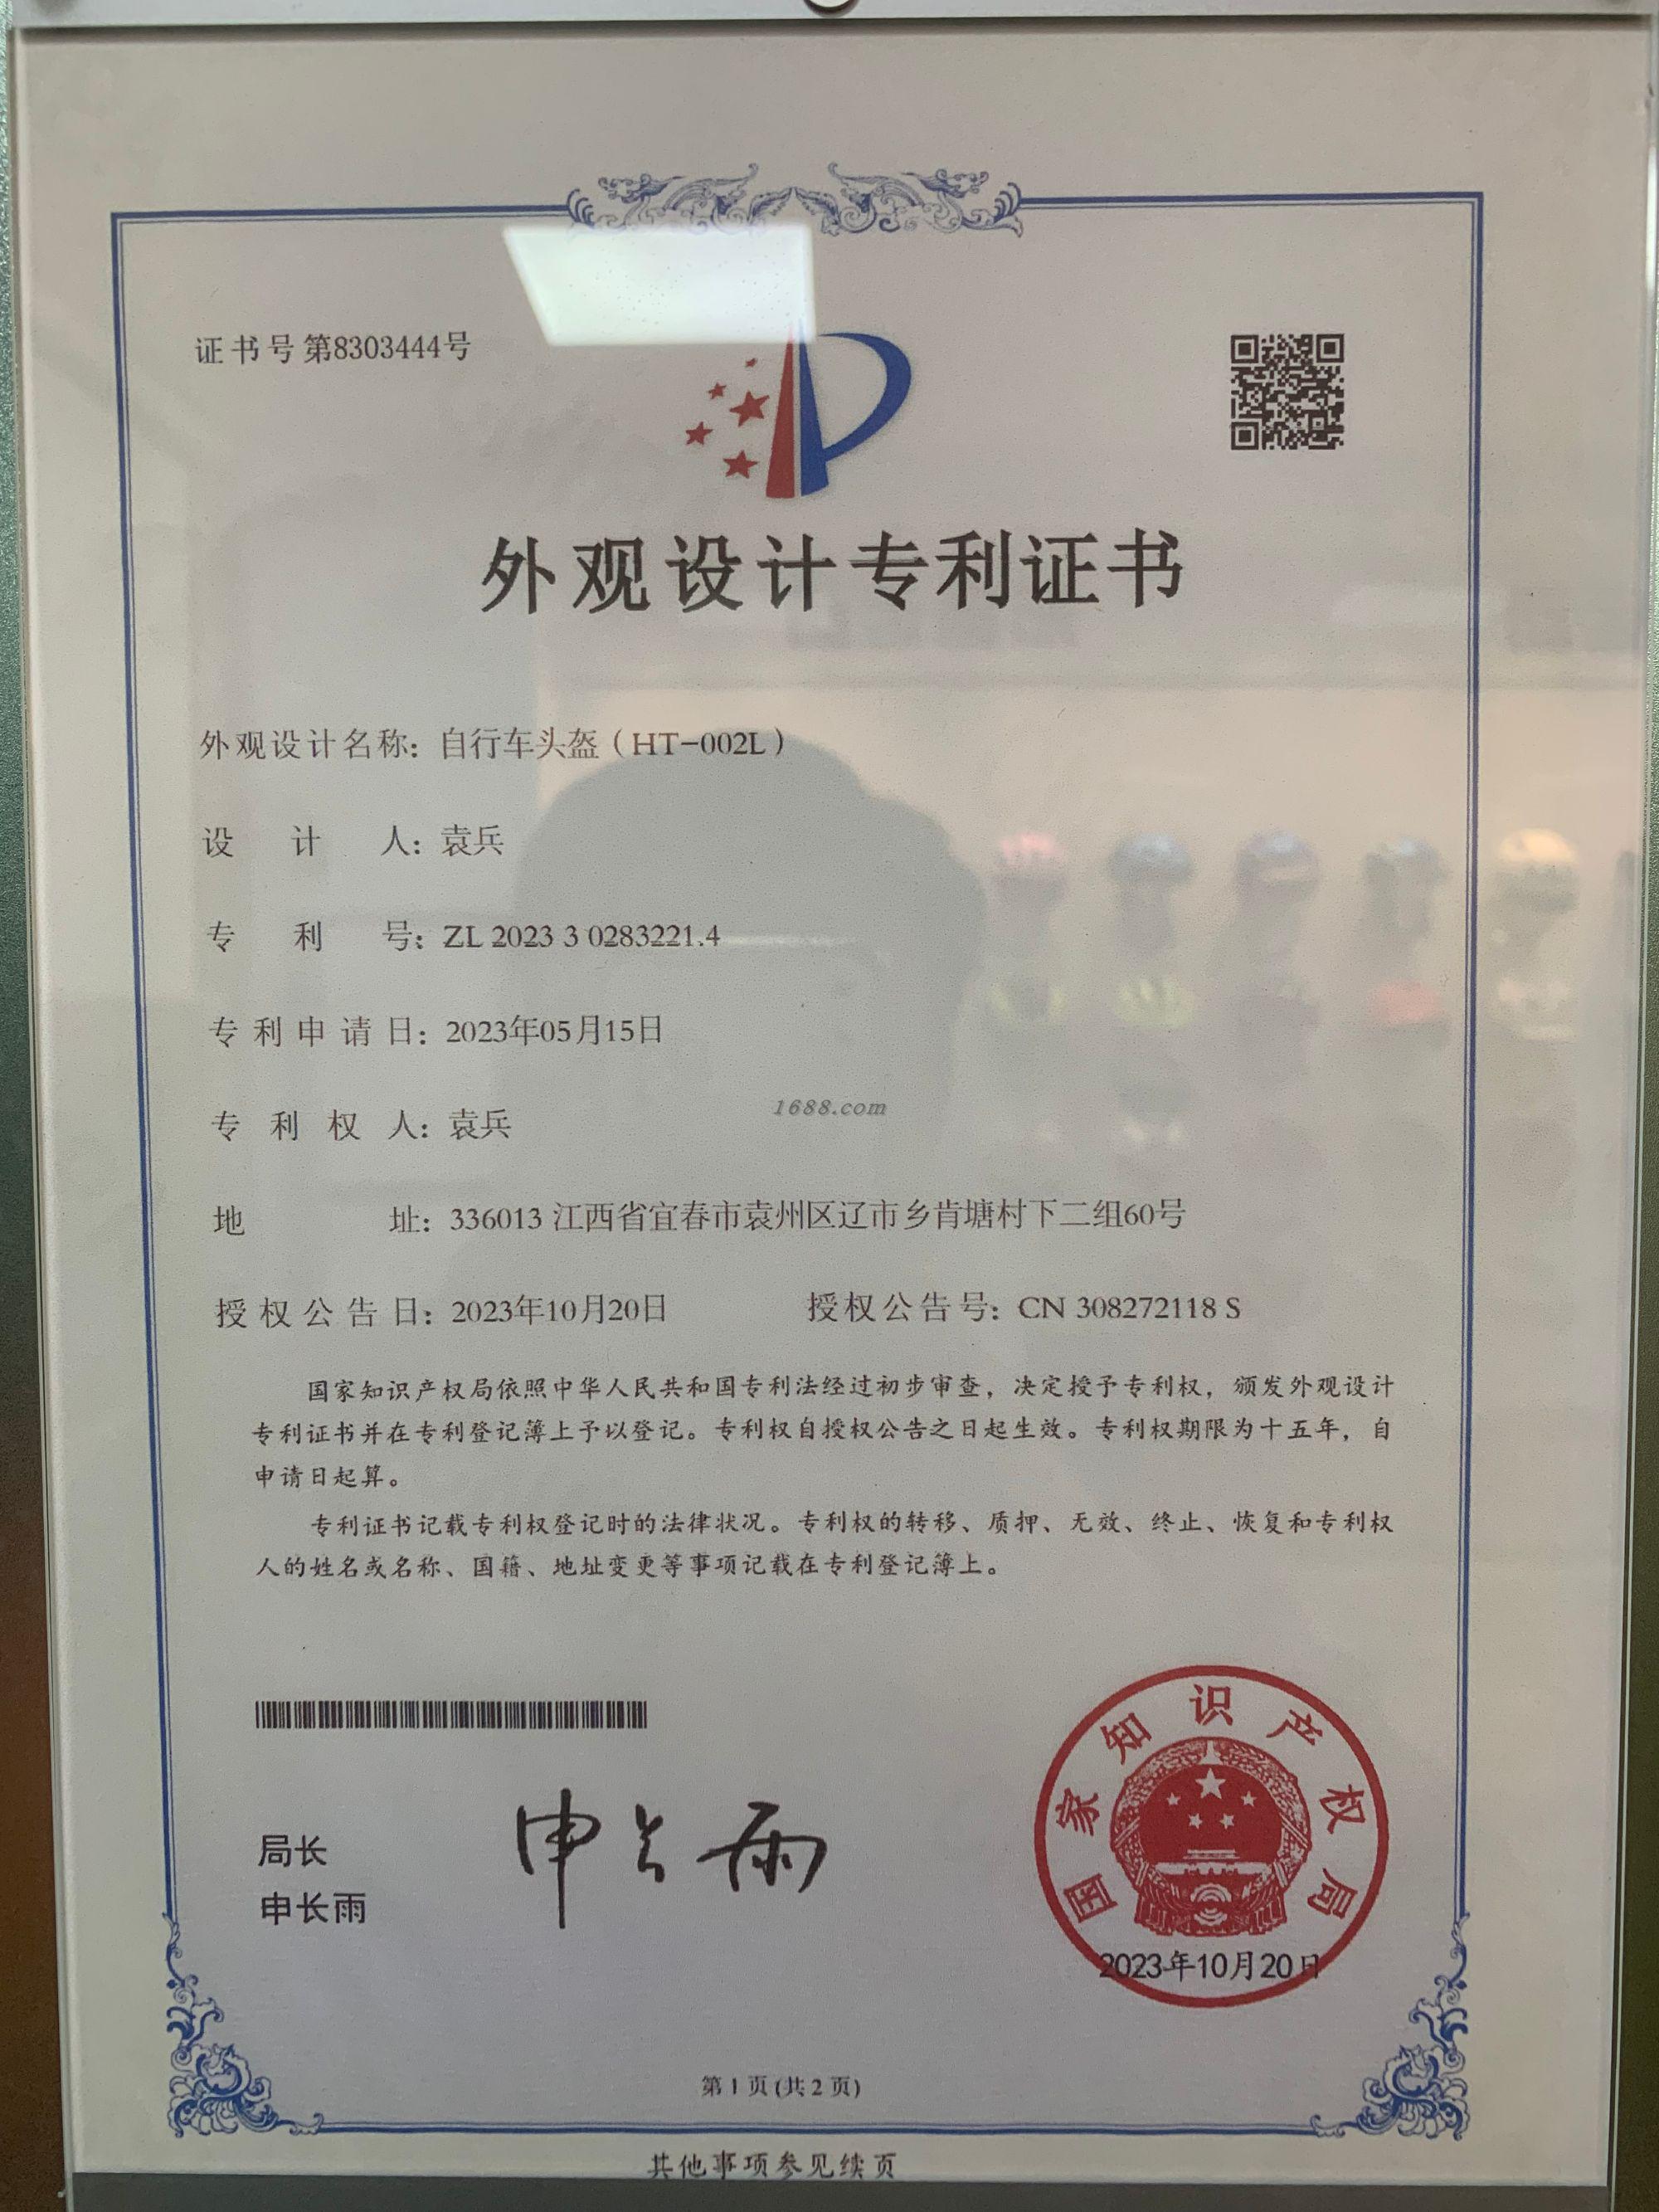 证书号第8303444号
外观设计专利证书
外观设计名称：自行车头盔（HT-002L）
设计人：袁兵
专利号：ZL 2023 3 0283221.4
专利申请日：2023年05月15日
1688.com
专利权人：袁兵
地址：336013 江西省宜春市袁州区辽市乡肯塘村下二组60号
授权公告日：2023年10月20日 授权公告号：CN 308272118 S
国家知识产权局依照中华人民共和国专利法经过初步审查，决定授予专利权，颁发外观设计
专利证书并在专利登记簿上予以登记。专利权自授权公告之日起生效。专利权期限为十五年，自
申请日起算。
专利证书记载专利权登记时的法律状况。专利权的转移、质押、无效、终止、恢复和专利权
人的姓名或名称、国籍、地址变更等事项记载在专利登记簿上。
局长
申长雨
申长雨
国家知识产权局
2023年10月20日
第 1 页 (共 2 页)
其他事项参见续页